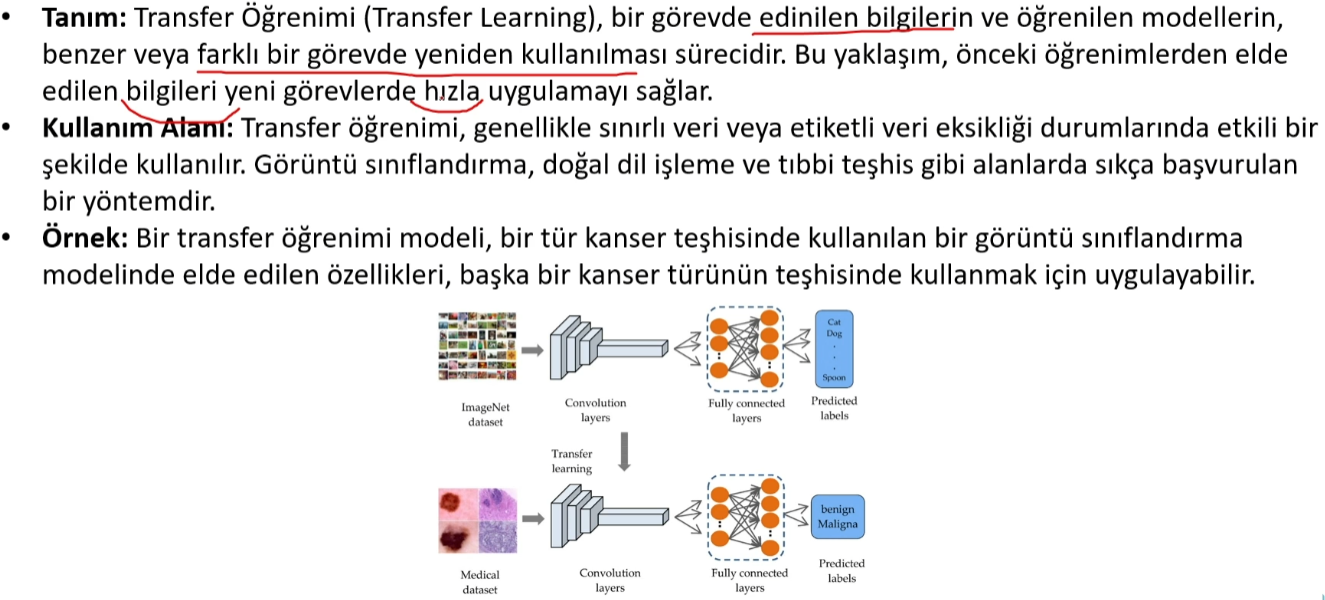 • Tanım: Transfer Öğrenimi (Transfer Learning), bir görevde edinilen bilgilerin ve öğrenilen modellerin,
benzer veya farklı bir görevde yeniden kullanılması sürecidir. Bu yaklaşım, önceki öğrenimlerden elde
edilen bilgileri yeni görevlerde hızla uygulamayı sağlar.
• Kullanım Alanı: Transfer öğrenimi, genellikle sınırlı veri veya etiketli veri eksikliği durumlarında etkili bir
şekilde kullanılır. Görüntü sınıflandırma, doğal dil işleme ve tıbbi teşhis gibi alanlarda sıkça başvurulan
bir yöntemdir.
• Örnek: Bir transfer öğrenimi modeli, bir tür kanser teşhisinde kullanılan bir görüntü sınıflandırma
modelinde elde edilen özellikleri, başka bir kanser türünün teşhisinde kullanmak için uygulayabilir.
ImageNet
dataset
Convolution
layers
Fully connected
layers
Cat
Dog
.
.
.
Spoon
Predicted
labels
Transfer
learning
Medical
dataset
Convolution
layers
Fully connected
layers
benign
Maligna
Predicted
labels